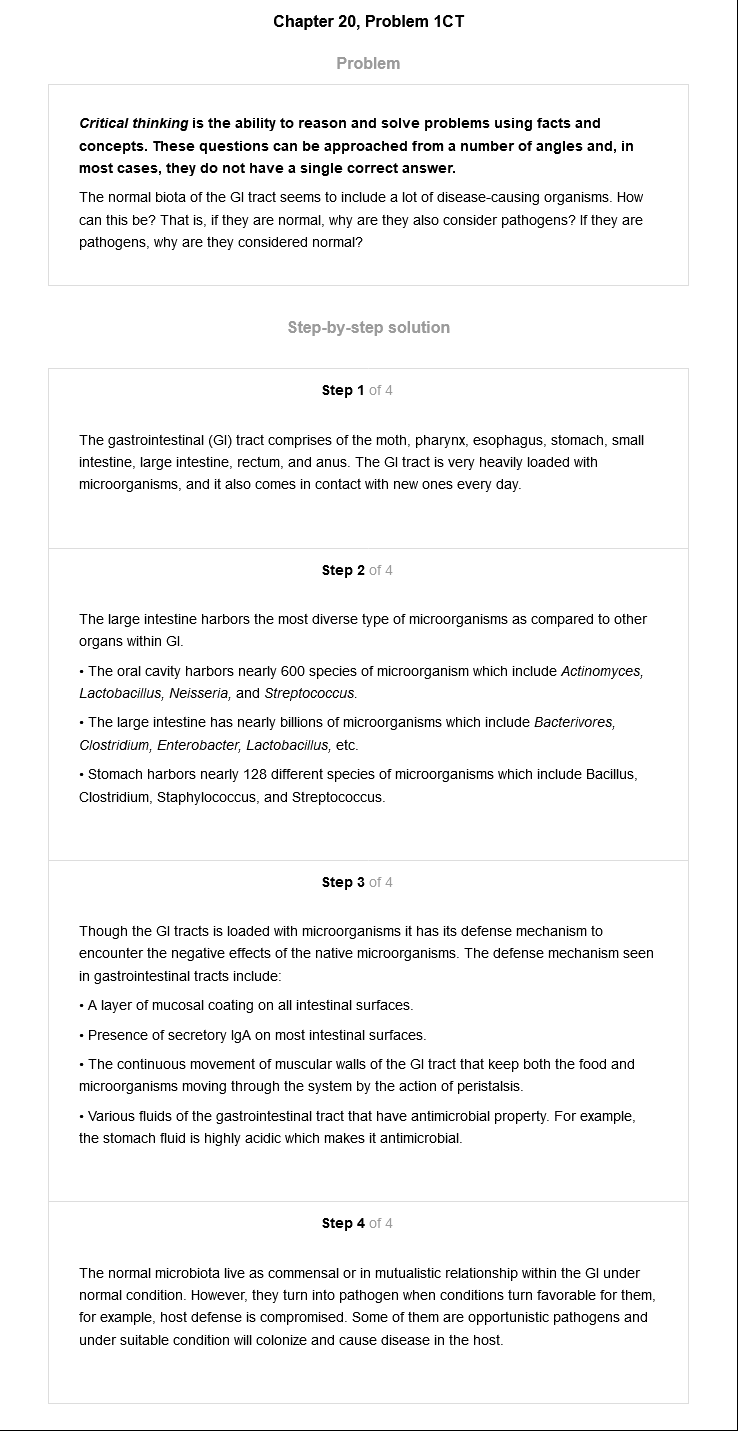 Chapter 20, Problem 1CT
Problem
Critical thinking is the ability to reason and solve problems using facts and
concepts. These questions can be approached from a number of angles and, in
most cases, they do not have a single correct answer.
The normal biota of the GI tract seems to include a lot of disease-causing organisms. How
can this be? That is, if they are normal, why are they also consider pathogens? If they are
pathogens, why are they considered normal?
Step-by-step solution
Step 1 of 4
The gastrointestinal (GI) tract comprises of the moth, pharynx, esophagus, stomach, small
intestine, large intestine, rectum, and anus. The GI tract is very heavily loaded with
microorganisms, and it also comes in contact with new ones every day.
Step 2 of 4
The large intestine harbors the most diverse type of microorganisms as compared to other
organs within GI.
• The oral cavity harbors nearly 600 species of microorganism which include Actinomyces,
Lactobacillus, Neisseria, and Streptococcus.
• The large intestine has nearly billions of microorganisms which include Bacterivores,
Clostridium, Enterobacter, Lactobacillus, etc.
• Stomach harbors nearly 128 different species of microorganisms which include Bacillus,
Clostridium, Staphylococcus, and Streptococcus.
Step 3 of 4
Though the GI tracts is loaded with microorganisms it has its defense mechanism to
encounter the negative effects of the native microorganisms. The defense mechanism seen
in gastrointestinal tracts include:
• A layer of mucosal coating on all intestinal surfaces.
• Presence of secretory IgA on most intestinal surfaces.
• The continuous movement of muscular walls of the GI tract that keep both the food and
microorganisms moving through the system by the action of peristalsis.
• Various fluids of the gastrointestinal tract that have antimicrobial property. For example,
the stomach fluid is highly acidic which makes it antimicrobial.
Step 4 of 4
The normal microbiota live as commensal or in mutualistic relationship within the GI under
normal condition. However, they turn into pathogen when conditions turn favorable for them,
for example, host defense is compromised. Some of them are opportunistic pathogens and
under suitable condition will colonize and cause disease in the host.